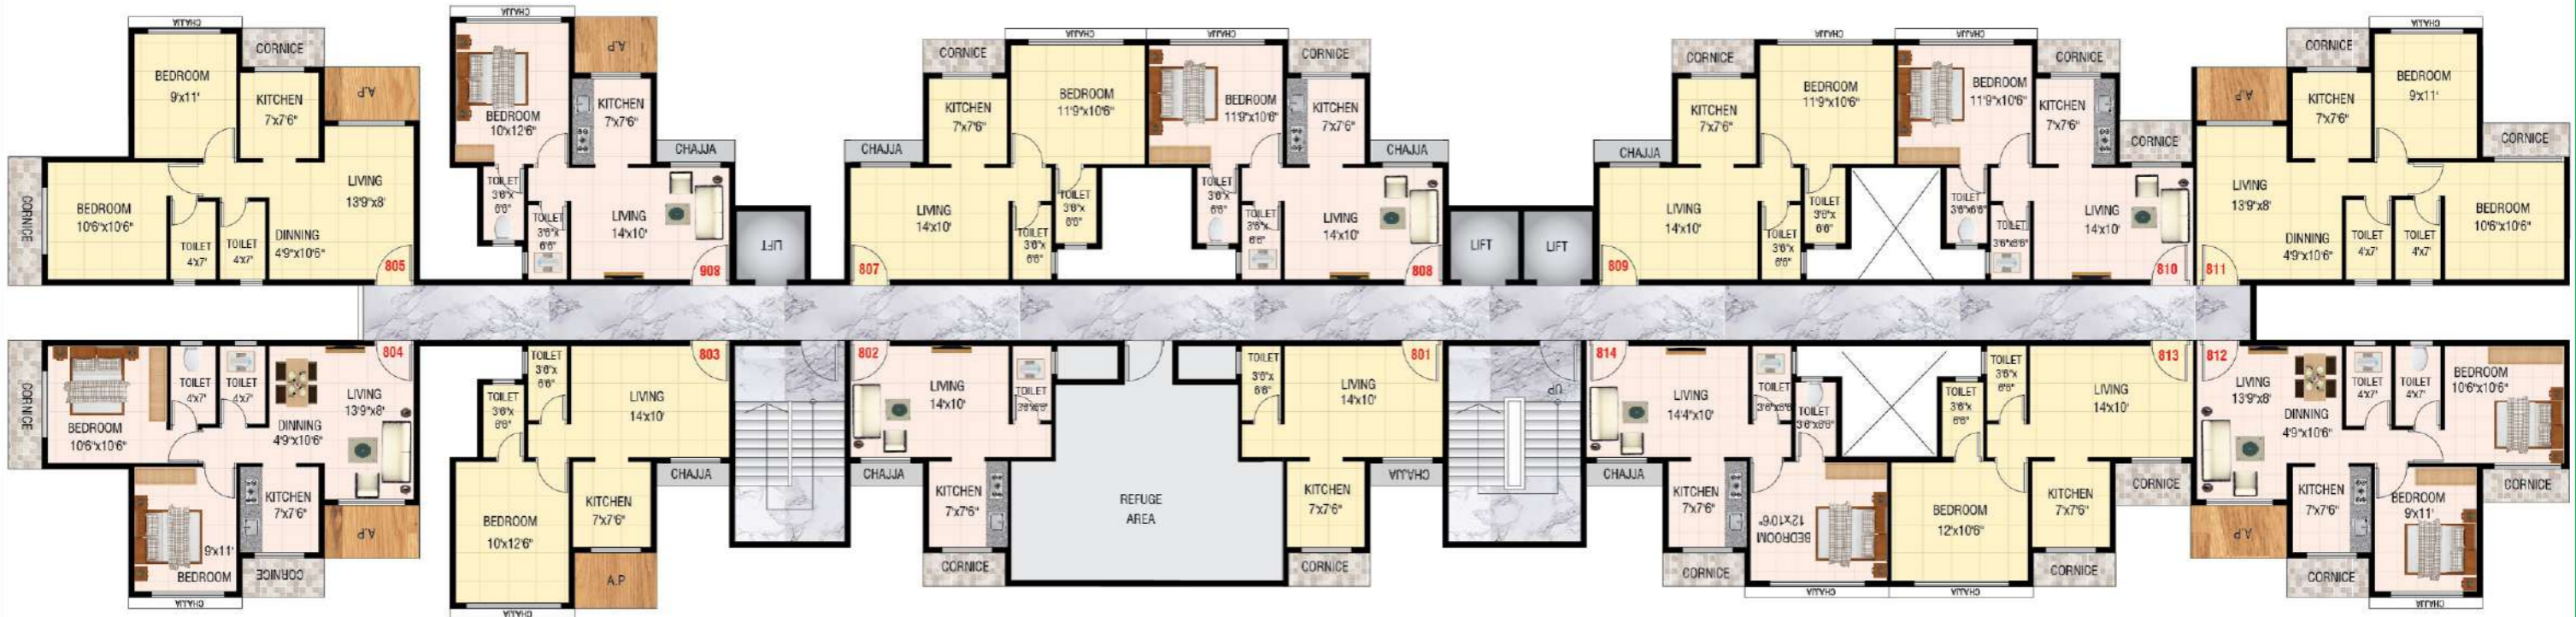 CHAJJA
BEDROOM
9'x11'
CORNICE
KITCHEN
7'x7'6"
A.P
CORNICE
BEDROOM
10'6"x10'6"
TOILET
4'x7'
TOILET
4'x7'
LIVING
13'9"x8'
DINNING
4'9"x10'6"
805
CHAJJA
BEDROOM
10'x12'6"
A.P
KITCHEN
7'x7'6"
CHAJJA
TOILET
3'6"x
6'6"
TOILET
3'6"x
6'6"
LIVING
14'x10'
908
LIFT
CHAJJA
CORNICE
KITCHEN
7'x7'6"
CHAJJA
BEDROOM
11'9"x10'6"
LIVING
14'x10'
TOILET
3'6"x
6'6"
TOILET
3'6"x
6'6"
807
CHAJJA
BEDROOM
11'9"x10'6"
CORNICE
KITCHEN
7'x7'6"
CHAJJA
TOILET
3'6"x
6'6"
TOILET
3'6"x
6'6"
LIVING
14'x10'
808
LIFT
LIFT
CHAJJA
CORNICE
KITCHEN
7'x7'6"
CHAJJA
BEDROOM
11'9"x10'6"
LIVING
14'x10'
TOILET
3'6"x
6'6"
TOILET
3'6"x
6'6"
809
CHAJJA
BEDROOM
11'9"x10'6"
CORNICE
KITCHEN
7'x7'6"
CORNICE
TOILET
3'6"x6'6"
TOILET
3'6"x6'6"
LIVING
14'x10'
810
A.P
CORNICE
KITCHEN
7'x7'6"
CHAJJA
BEDROOM
9'x11'
CORNICE
LIVING
13'9"x8'
DINNING
4'9"x10'6"
TOILET
4'x7'
TOILET
4'x7'
BEDROOM
10'6"x10'6"
811
CORNICE
BEDROOM
10'6"x10'6"
TOILET
4'x7'
TOILET
4'x7'
804
LIVING
13'9"x8'
DINNING
4'9"x10'6"
KITCHEN
7'x7'6"
9'x11'
BEDROOM
CORNICE
A.P
CHAJJA
TOILET
3'6"x
6'6"
TOILET
3'6"x
6'6"
803
LIVING
14'x10'
CHAJJA
BEDROOM
10'x12'6"
KITCHEN
7'x7'6"
A.P
CHAJJA
802
LIVING
14'x10'
TOILET
3'6"x6'6"
CHAJJA
KITCHEN
7'x7'6"
CORNICE
REFUGE
AREA
TOILET
3'6"x
6'6"
801
LIVING
14'x10'
CHAJJA
KITCHEN
7'x7'6"
CORNICE
UP
814
LIVING
14'4"x10'
TOILET
3'6"x6'6"
TOILET
3'6"x6'6"
CHAJJA
KITCHEN
7'x7'6"
CORNICE
BEDROOM
12'x10'6"
CHAJJA
TOILET
3'6"x
6'6"
TOILET
3'6"x
6'6"
813
LIVING
14'x10'
BEDROOM
12'x10'6"
KITCHEN
7'x7'6"
CORNICE
CORNICE
CHAJJA
812
LIVING
13'9"x8'
DINNING
4'9"x10'6"
TOILET
4'x7'
TOILET
4'x7'
BEDROOM
10'6"x10'6"
CORNICE
KITCHEN
7'x7'6"
BEDROOM
9'x11'
A.P
CORNICE
CHAJJA